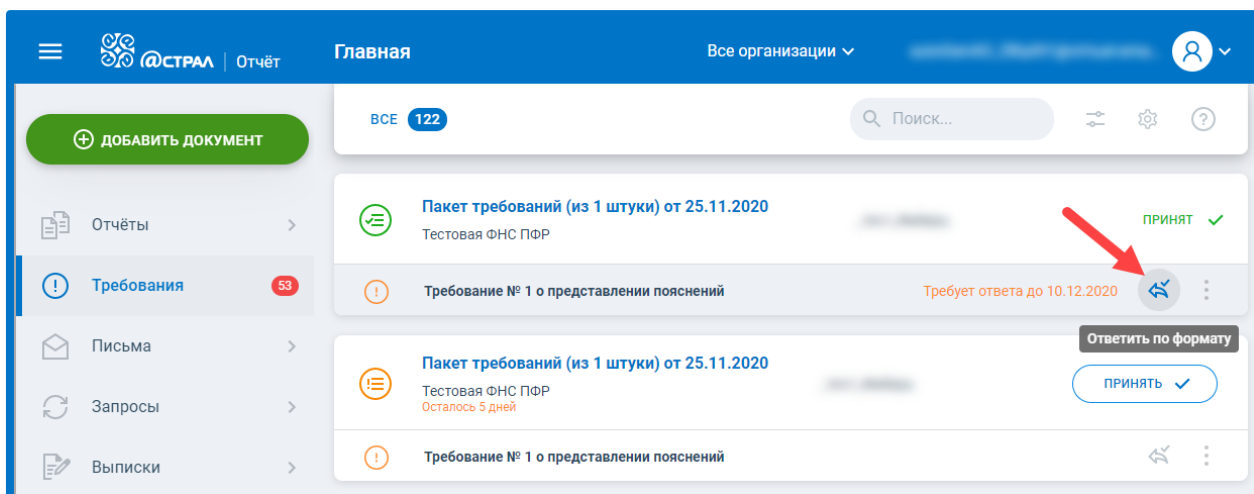 @СТРАЛ | Отчёт
Главная
Все организации
ДОБАВИТЬ ДОКУМЕНТ
Отчёты
Требования 53
Письма
Запросы
Выписки
ВСЕ 122
Поиск...
Пакет требований (из 1 штуки) от 25.11.2020
Тестовая ФНС ПФР
ПРИНЯТ
Требование № 1 о представлении пояснений
Требует ответа до 10.12.2020
Ответить по формату
Пакет требований (из 1 штуки) от 25.11.2020
Тестовая ФНС ПФР
Осталось 5 дней
ПРИНЯТЬ
Требование № 1 о представлении пояснений